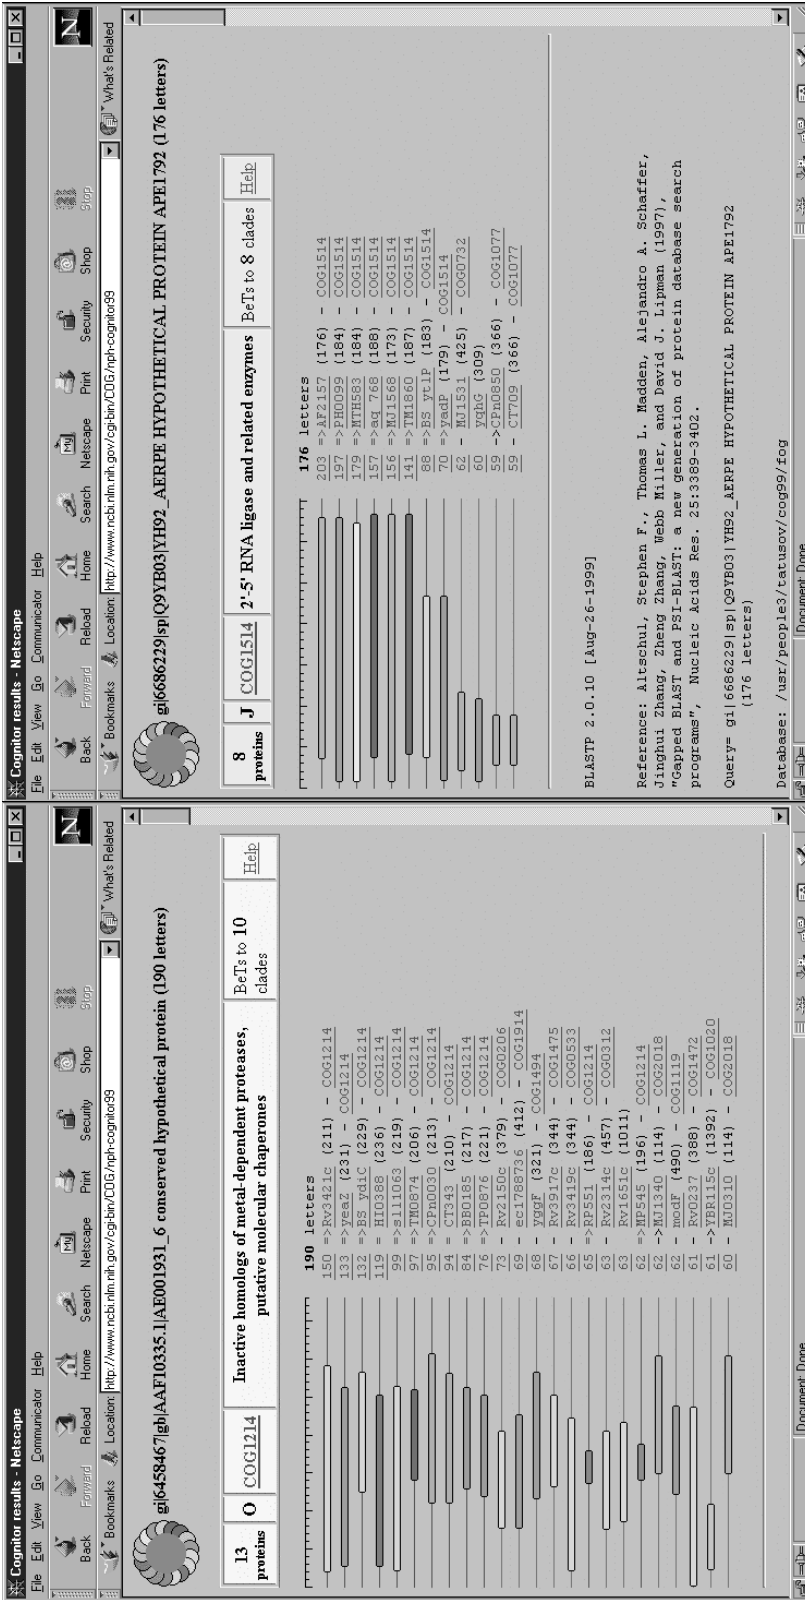 Cognitor results - Netscape
File Edit View Go Communicator Help
Back Forward Reload Home Search Netscape Print Security Shop Stop
Bookmarks Location: http://www.ncbi.nlm.nih.gov/cgi-bin/COG/nph-cognitor99 What's Related
gi|6458467|gb|AAF10335.1|AE001931_6 conserved hypothetical protein (190 letters)
13 proteins O COG1214 Inactive homologs of metal-dependent proteases, putative molecular chaperones BeTs to 10 clades Help
190 letters
150 =>Rv3421c (211) - COG1214
133 =>yeaZ (231) - COG1214
132 =>BS ydiC (229) - COG1214
119 = HI0388 (236) - COG1214
99 =>sll1063 (219) - COG1214
97 =>TM0874 (206) - COG1214
95 =>CPn0030 (213) - COG1214
94 = CT343 (210) - COG1214
84 =>BB0185 (217) - COG1214
76 =>TP0876 (221) - COG1214
73 - Rv2150c (379) - COG0206
69 - ec1788736 (412) - COG1914
68 - yggF (321) - COG1494
67 - Rv3917c (344) - COG1475
66 - Rv3419c (344) - COG0533
65 =>RP551 (186) - COG1214
63 - Rv2314c (457) - COG0312
63 Rv1651c (1011)
62 =>MP545 (196) - COG1214
62 ->MJ1340 (114) - COG2018
62 - modF (490) - COG1119
61 - Rv0237 (388) - COG1472
61 ->YBR115c (1392) - COG1020
60 - MJ0310 (114) - COG2018
Document: Done
Cognitor results - Netscape
File Edit View Go Communicator Help
Back Forward Reload Home Search Netscape Print Security Shop Stop
Bookmarks Location: http://www.ncbi.nlm.nih.gov/cgi-bin/COG/nph-cognitor99 What's Related
gi|6686229|sp|Q9YB03|YH92_AERPE HYPOTHETICAL PROTEIN APE1792 (176 letters)
8 proteins J COG1514 2'-5' RNA ligase and related enzymes BeTs to 8 clades Help
176 letters
203 =>AF2157 (176) - COG1514
197 =>PH0099 (184) - COG1514
179 =>MTH583 (184) - COG1514
157 =>aq 768 (188) - COG1514
156 =>MJ1568 (173) - COG1514
141 =>TM1860 (187) - COG1514
88 =>BS ytlP (183) - COG1514
70 =>yadP (179) - COG1514
62 - MJ1531 (425) - COG0732
60 yqhG (309)
59 ->CPn0850 (366) - COG1077
59 - CT709 (366) - COG1077
BLASTP 2.0.10 [Aug-26-1999]
Reference: Altschul, Stephen F., Thomas L. Madden, Alejandro A. Schaffer,
Jinghui Zhang, Zheng Zhang, Webb Miller, and David J. Lipman (1997),
"Gapped BLAST and PSI-BLAST: a new generation of protein database search
programs", Nucleic Acids Res. 25:3389-3402.
Query= gi|6686229|sp|Q9YB03|YH92_AERPE HYPOTHETICAL PROTEIN APE1792
(176 letters)
Database: /usr/people3/tatusov/cog99/fog
Document: Done